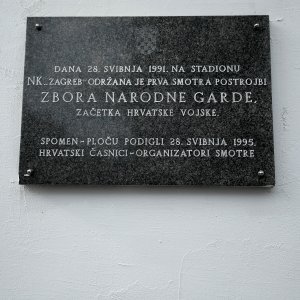 DANA 28. SVIBNJA 1991. NA STADIONU
NK „ZAGREB" ODRŽANA JE PRVA SMOTRA POSTROJBI
ZBORA NARODNE GARDE,
ZAČETKA HRVATSKE VOJSKE.
SPOMEN-PLOČU PODIGLI 28. SVIBNJA 1995.
HRVATSKI ČASNICI-ORGANIZATORI SMOTRE